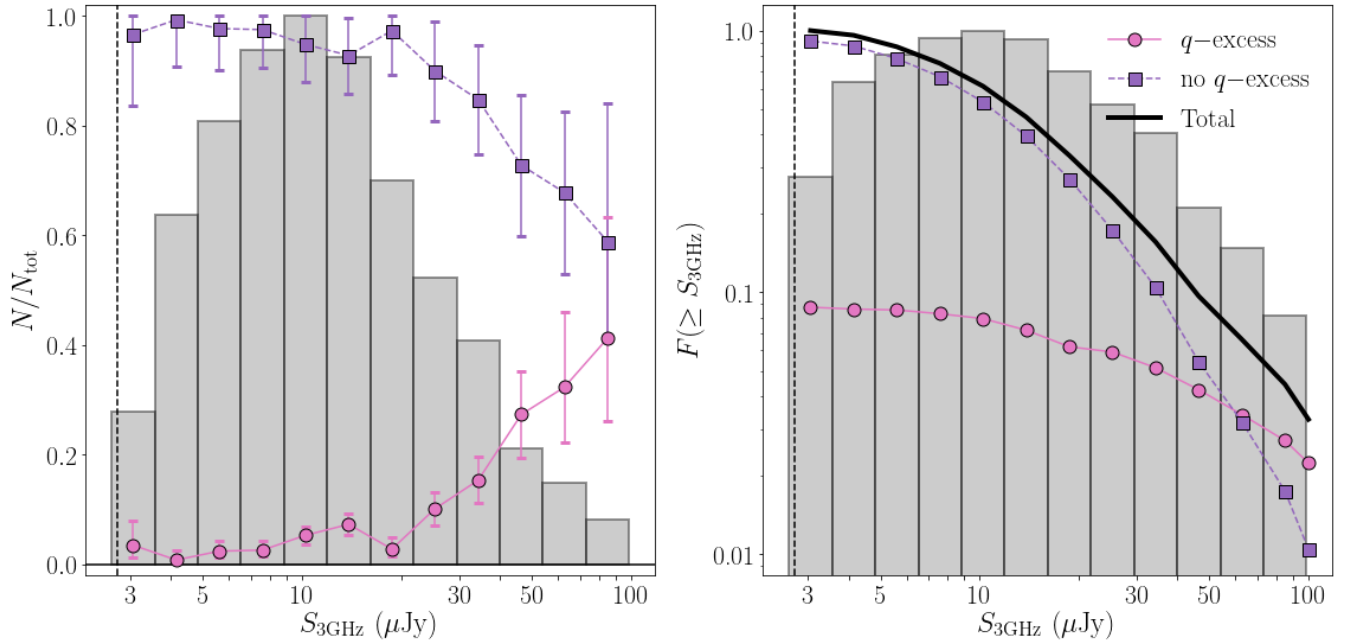 1.0
0.8
0.6
0.4
0.2
0.0
N/N_tot
3 5 10 30 50 100
S_3GHz (μJy)
q−excess
no q−excess
Total
1.0
0.1
0.01
F(≥ S_3GHz)
3 5 10 30 50 100
S_3GHz (μJy)